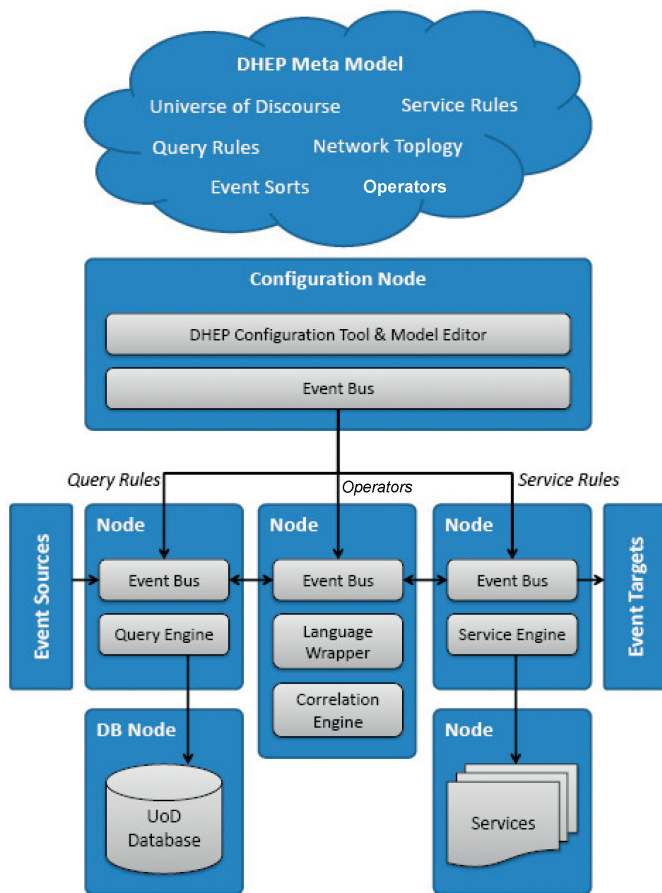 DHEP Meta Model
Universe of Discourse
Service Rules
Query Rules
Network Toplogy
Event Sorts
Operators
Configuration Node
DHEP Configuration Tool & Model Editor
Event Bus
Query Rules
Operators
Service Rules
Event Sources
Node
Event Bus
Query Engine
Node
Event Bus
Language
Wrapper
Correlation
Engine
Node
Event Bus
Service Engine
Event Targets
DB Node
UoD
Database
Node
Services